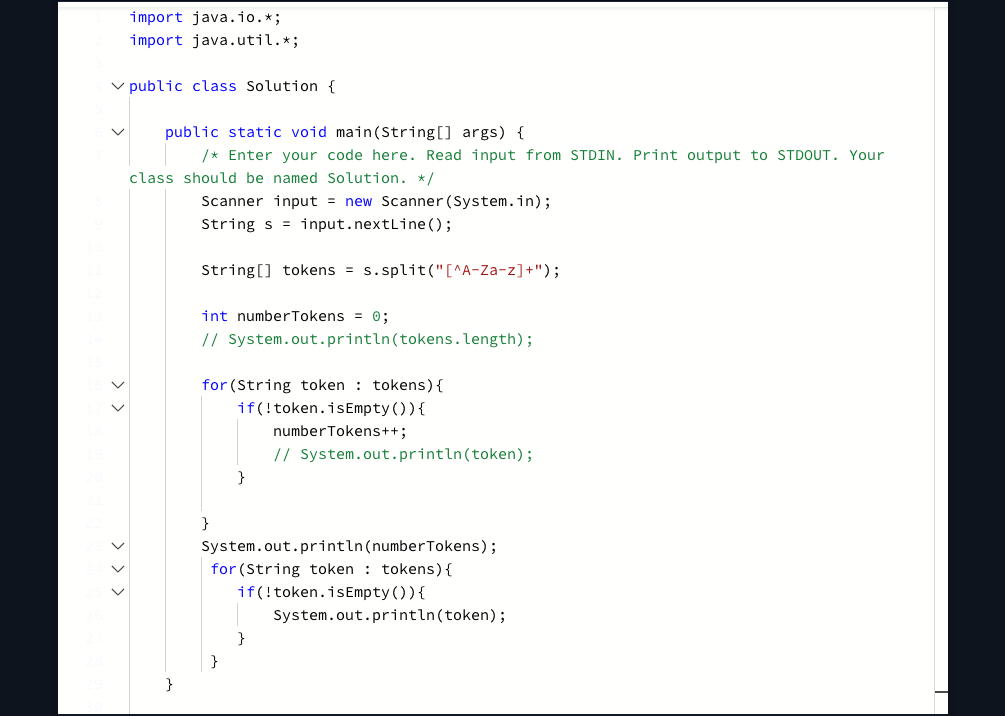 import java.io.*;
import java.util.*;
public class Solution {
public static void main(String[] args) {
/* Enter your code here. Read input from STDIN. Print output to STDOUT. Your
class should be named Solution. */
Scanner input = new Scanner(System.in);
String s = input.nextLine();
String[] tokens = s.split("[^A-Za-z]+");
int numberTokens = 0;
// System.out.println(tokens.length);
for(String token : tokens){
if(!token.isEmpty()){
numberTokens++;
// System.out.println(token);
}
}
System.out.println(numberTokens);
for(String token : tokens){
if(!token.isEmpty()){
System.out.println(token);
}
}
}